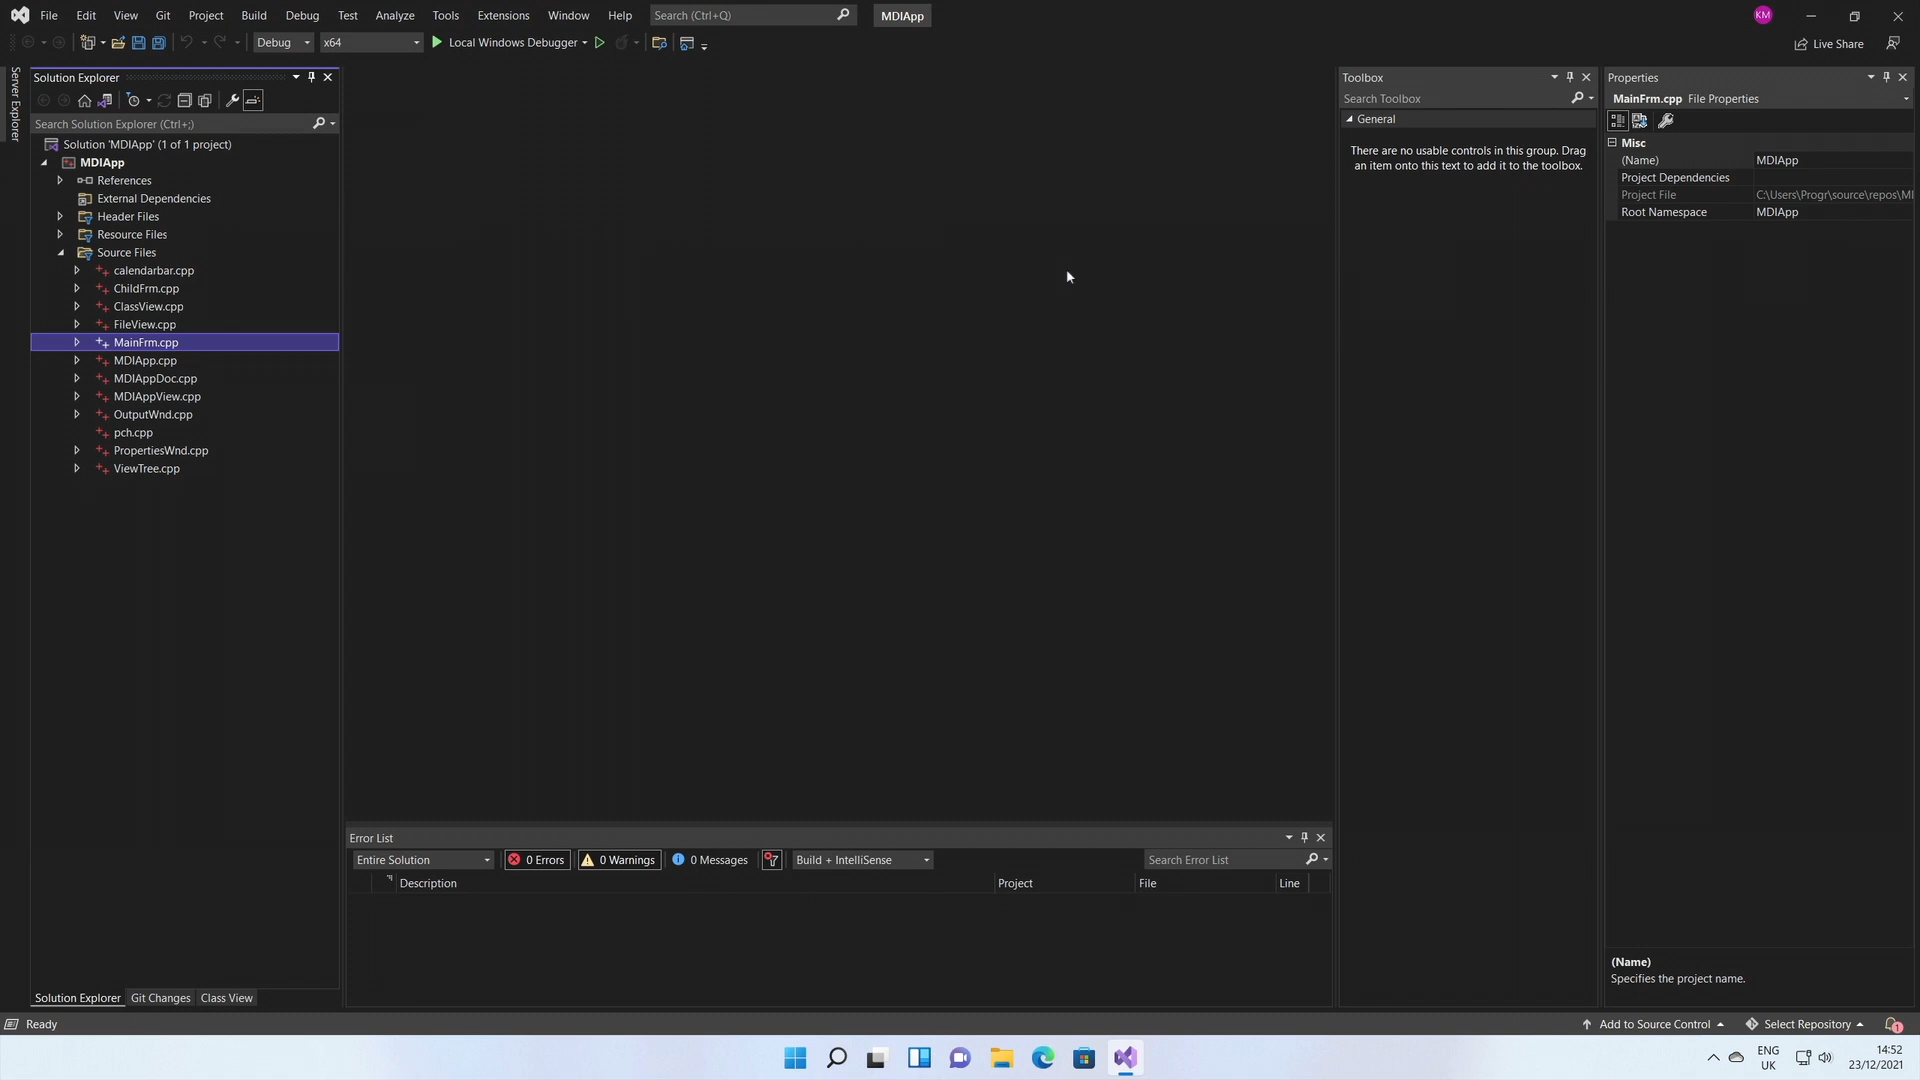 File Edit View Git Project Build Debug Test Analyze Tools Extensions Window Help Search (Ctrl+Q) MDIApp KM
Debug x64 Local Windows Debugger Live Share
Server Explorer
Solution Explorer
Search Solution Explorer (Ctrl+;)
Solution 'MDIApp' (1 of 1 project)
MDIApp
References
External Dependencies
Header Files
Resource Files
Source Files
calendarbar.cpp
ChildFrm.cpp
ClassView.cpp
FileView.cpp
MainFrm.cpp
MDIApp.cpp
MDIAppDoc.cpp
MDIAppView.cpp
OutputWnd.cpp
pch.cpp
PropertiesWnd.cpp
ViewTree.cpp
Solution Explorer Git Changes Class View
Error List
Entire Solution 0 Errors 0 Warnings 0 Messages Build + IntelliSense Search Error List
Description Project File Line
Toolbox
Search Toolbox
General
There are no usable controls in this group. Drag
an item onto this text to add it to the toolbox.
Properties
MainFrm.cpp File Properties
Misc
(Name) MDIApp
Project Dependencies
Project File C:\Users\Progr\source\repos\MI
Root Namespace MDIApp
(Name)
Specifies the project name.
Ready Add to Source Control Select Repository 1
ENG
UK
14:52
23/12/2021